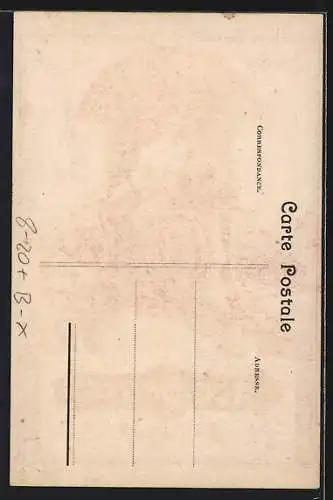 Carte Postale
CORRESPONDANCE.
ADRESSE.
8-20+ B-X